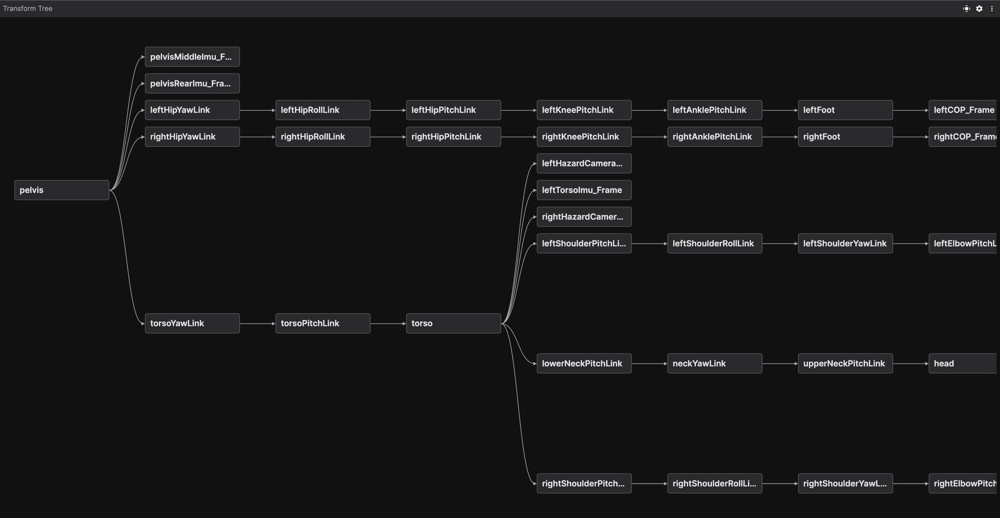 Transform Tree
pelvisMiddleImu_F...
pelvisRearImu_Fra...
leftHipYawLink
leftHipRollLink
leftHipPitchLink
leftKneePitchLink
leftAnklePitchLink
leftFoot
leftCOP_Frame
rightHipYawLink
rightHipRollLink
rightHipPitchLink
rightKneePitchLink
rightAnklePitchLink
rightFoot
rightCOP_Frame
leftHazardCamera...
pelvis
leftTorsoImu_Frame
rightHazardCamer...
leftShoulderPitchLi...
leftShoulderRollLink
leftShoulderYawLink
leftElbowPitchL
torsoYawLink
torsoPitchLink
torso
lowerNeckPitchLink
neckYawLink
upperNeckPitchLink
head
rightShoulderPitch...
rightShoulderRollLi...
rightShoulderYawL...
rightElbowPitch